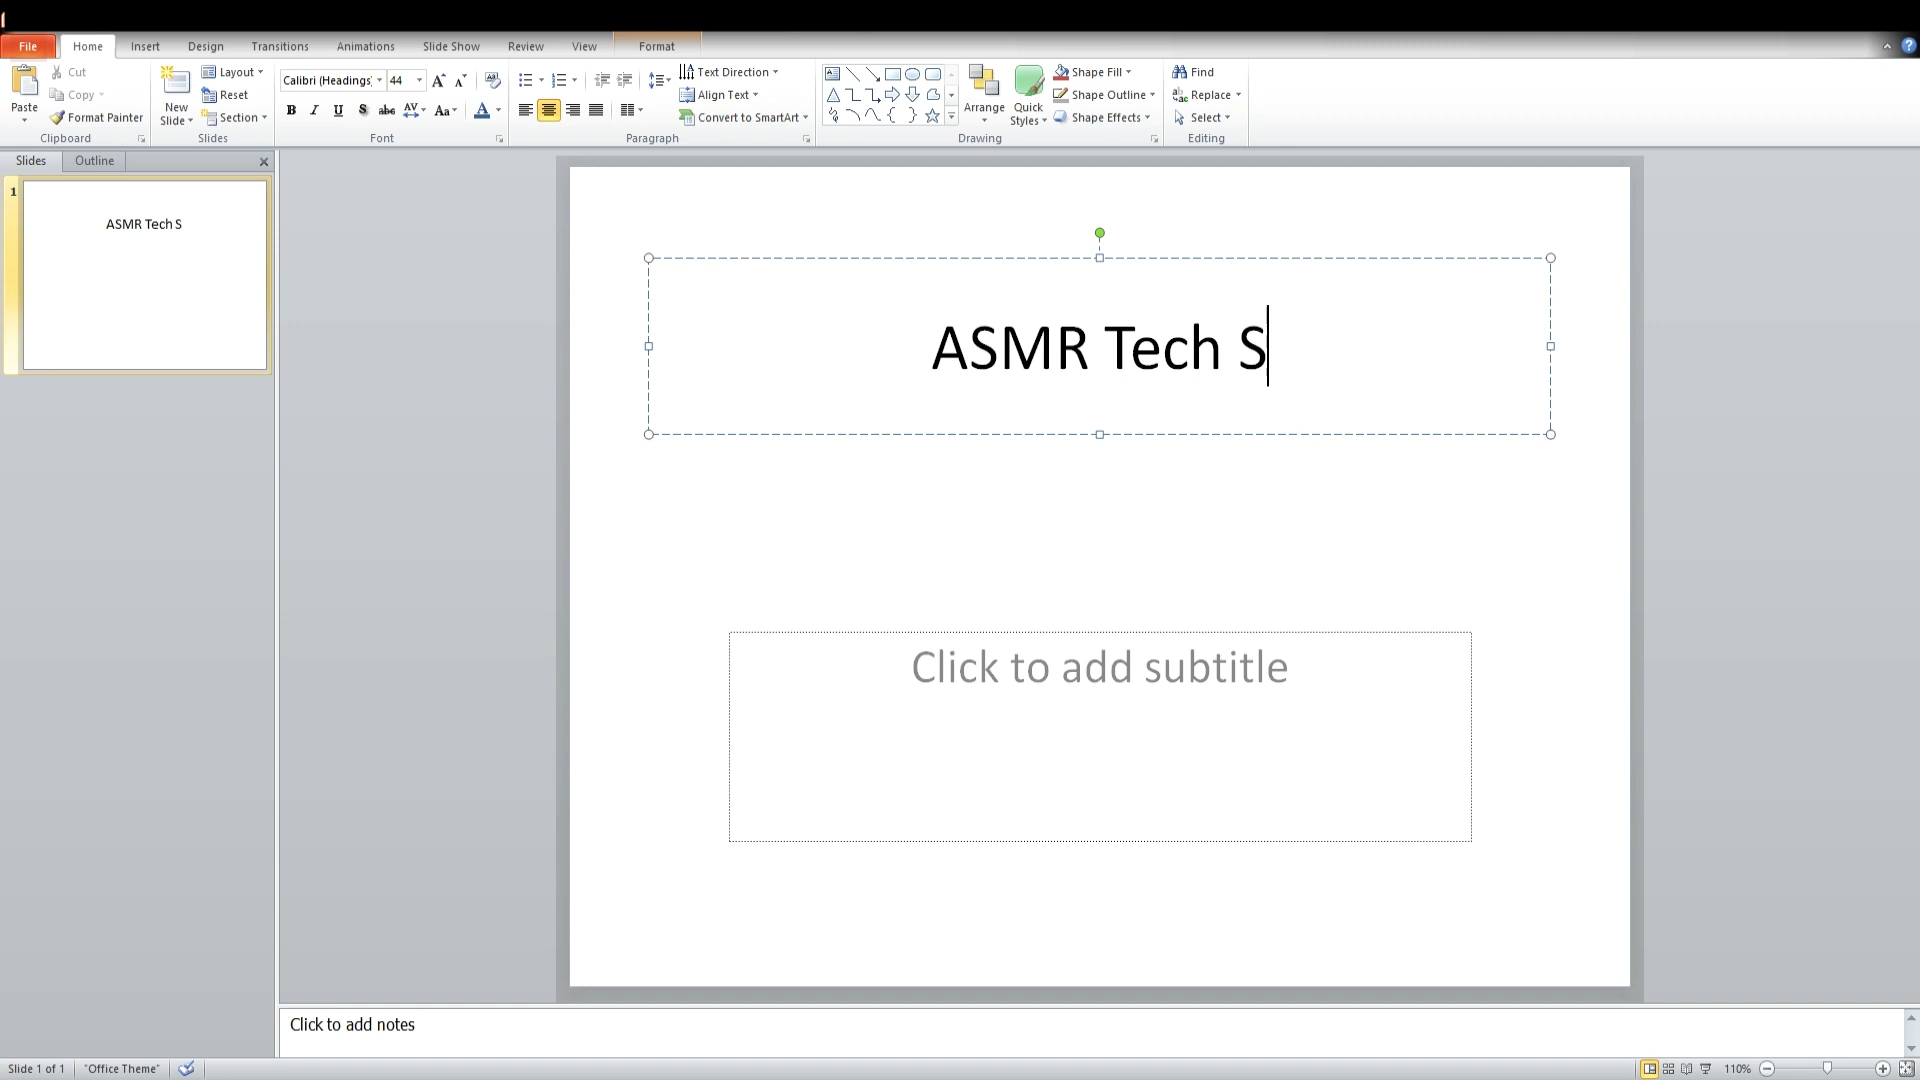 File Home Insert Design Transitions Animations Slide Show Review View Format
Paste
Cut
Copy
Format Painter
Clipboard
New Slide
Layout
Reset
Section
Slides
Calibri (Headings) 44
B I U S abc AV Aa A
Font
Text Direction
Align Text
Convert to SmartArt
Paragraph
Arrange
Quick Styles
Shape Fill
Shape Outline
Shape Effects
Drawing
Find
Replace
Select
Editing
Slides Outline
1
ASMR Tech S
ASMR Tech S
Click to add subtitle
Click to add notes
Slide 1 of 1 "Office Theme" 110%